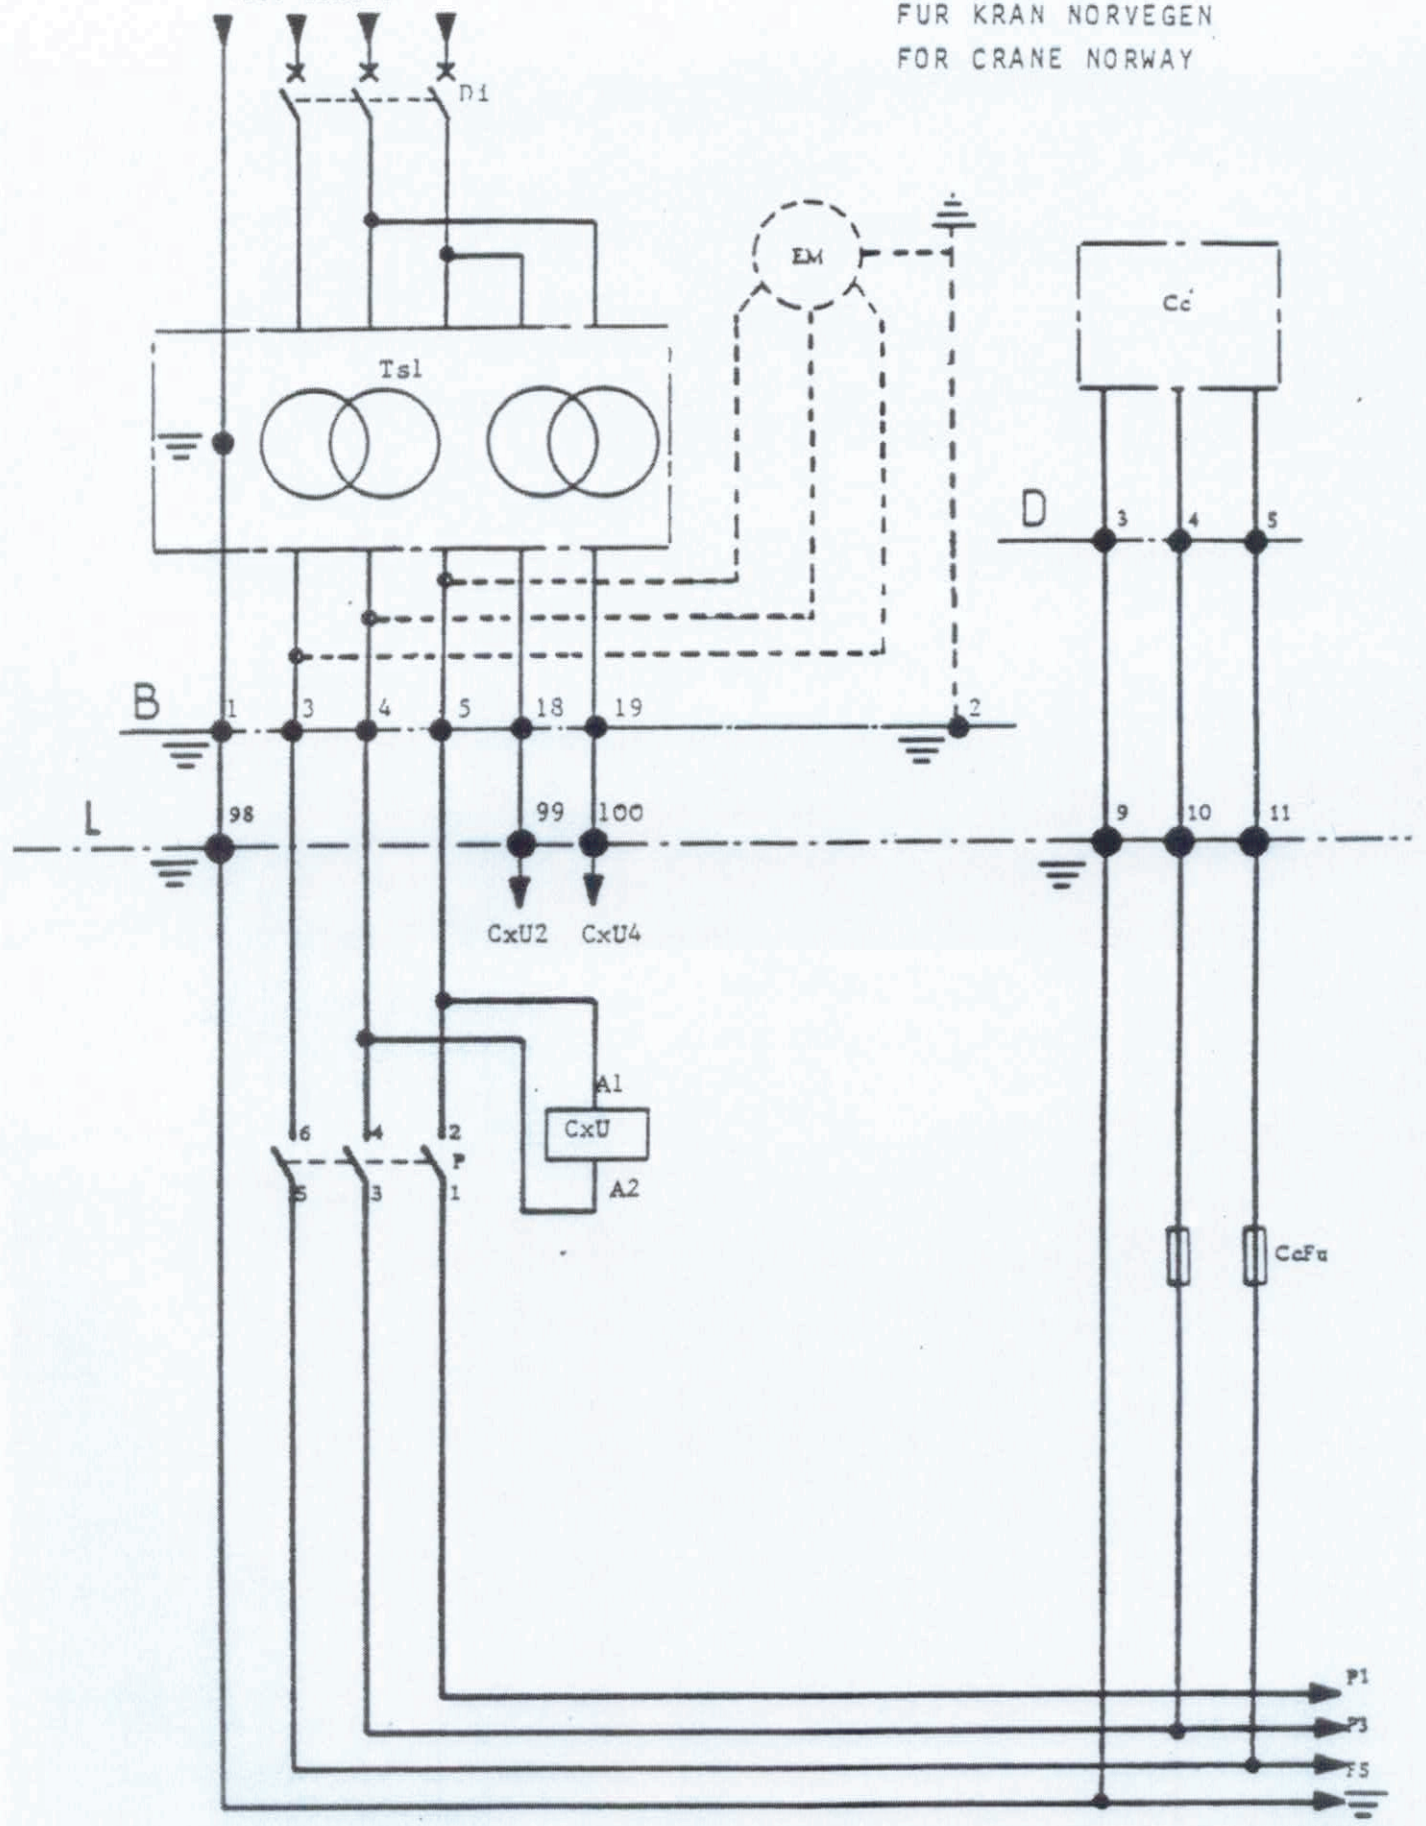 FUR KRAN NORVEGEN
FOR CRANE NORWAY
Di
EM
Cc
Tsl
D
3 4 5
B
1 3 4 5 18 19 2
L
98 99 100 9 10 11
CxU2 CxU4
A1
CxU
A2
6 4 2
P
5 3 1
CcFu
P1
P3
P5